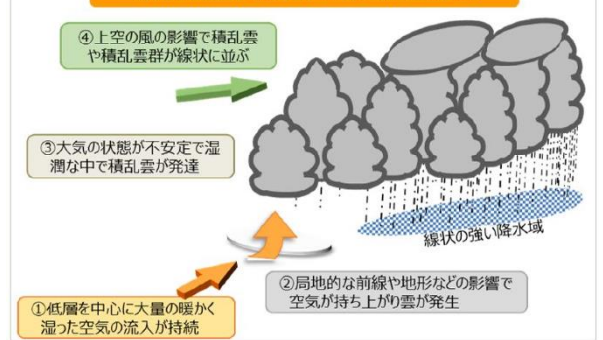 ④上空の風の影響で積乱雲
や積乱雲群が線状に並ぶ
③大気の状態が不安定で湿
潤な中で積乱雲が発達
線状の強い降水域
②局地的な前線や地形などの影響で
空気が持ち上がり雲が発生
①低層を中心に大量の暖かく
湿った空気の流入が持続